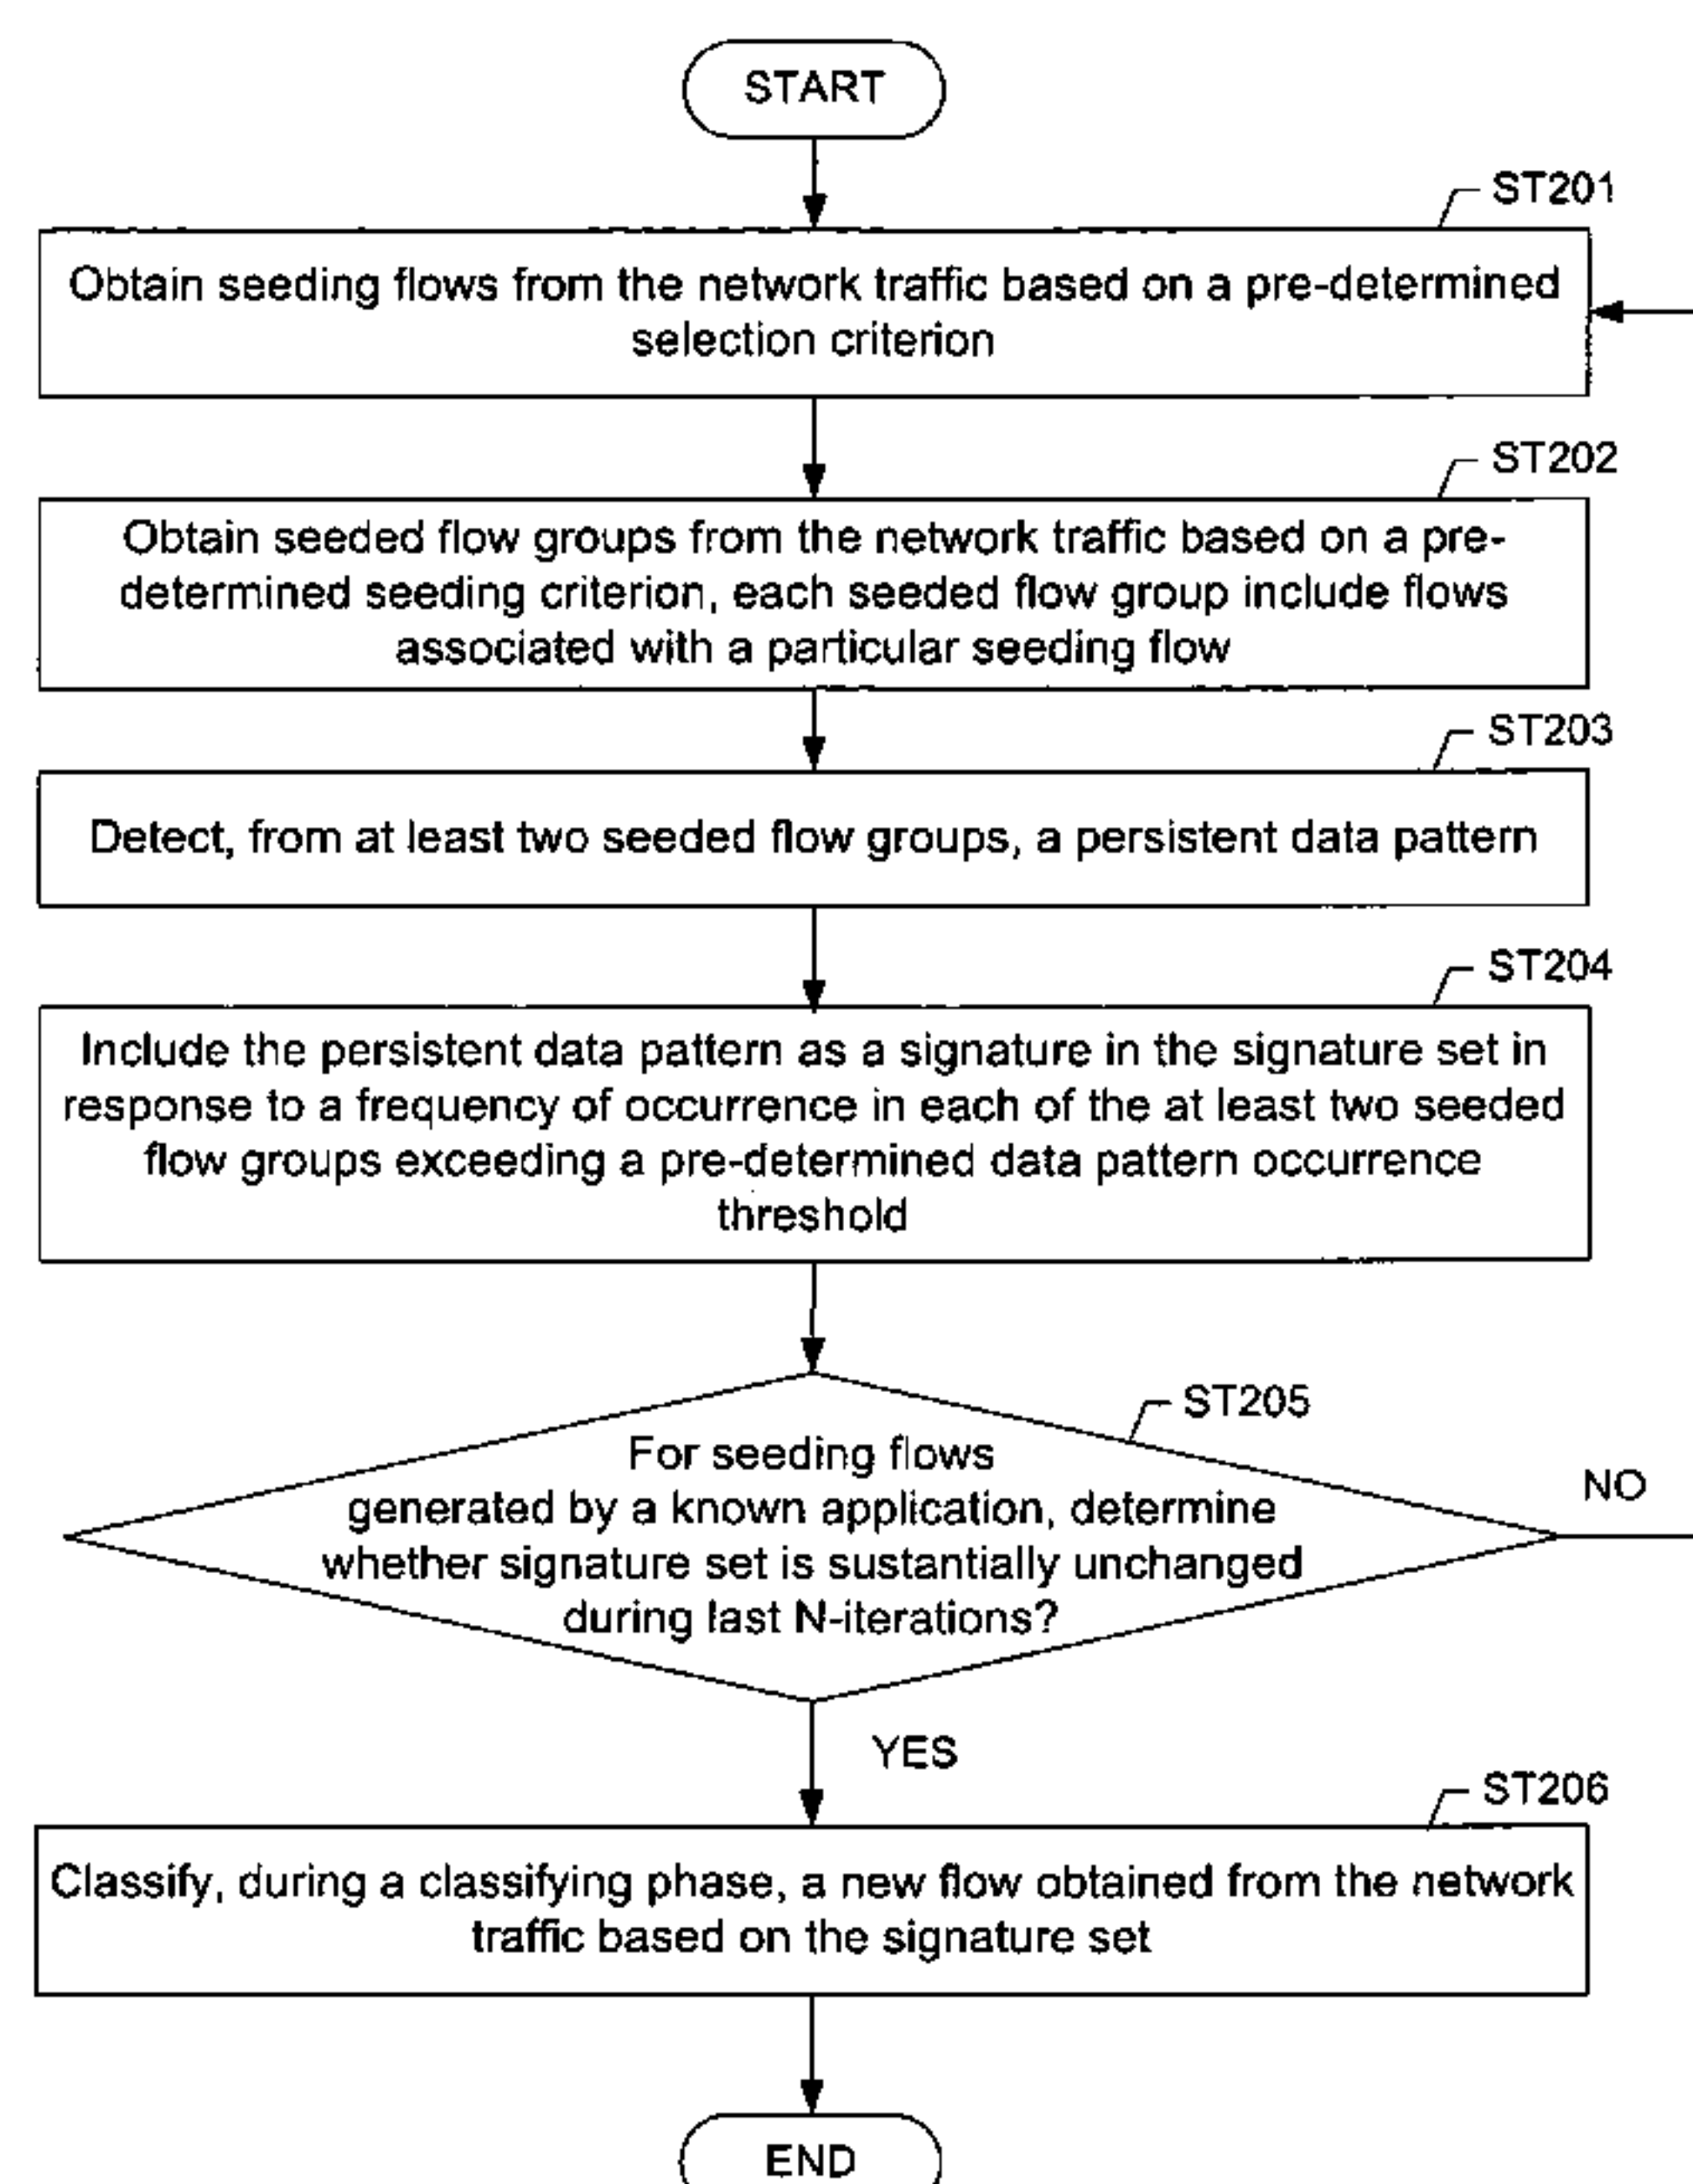 START
ST201
Obtain seeding flows from the network traffic based on a pre-determined
selection criterion
ST202
Obtain seeded flow groups from the network traffic based on a pre-
determined seeding criterion, each seeded flow group include flows
associated with a particular seeding flow
ST203
Detect, from at least two seeded flow groups, a persistent data pattern
ST204
Include the persistent data pattern as a signature in the signature set in
response to a frequency of occurrence in each of the at least two seeded
flow groups exceeding a pre-determined data pattern occurrence
threshold
ST205
For seeding flows
generated by a known application, determine
whether signature set is sustantially unchanged
during last N-iterations?
NO
YES
ST206
Classify, during a classifying phase, a new flow obtained from the network
traffic based on the signature set
END